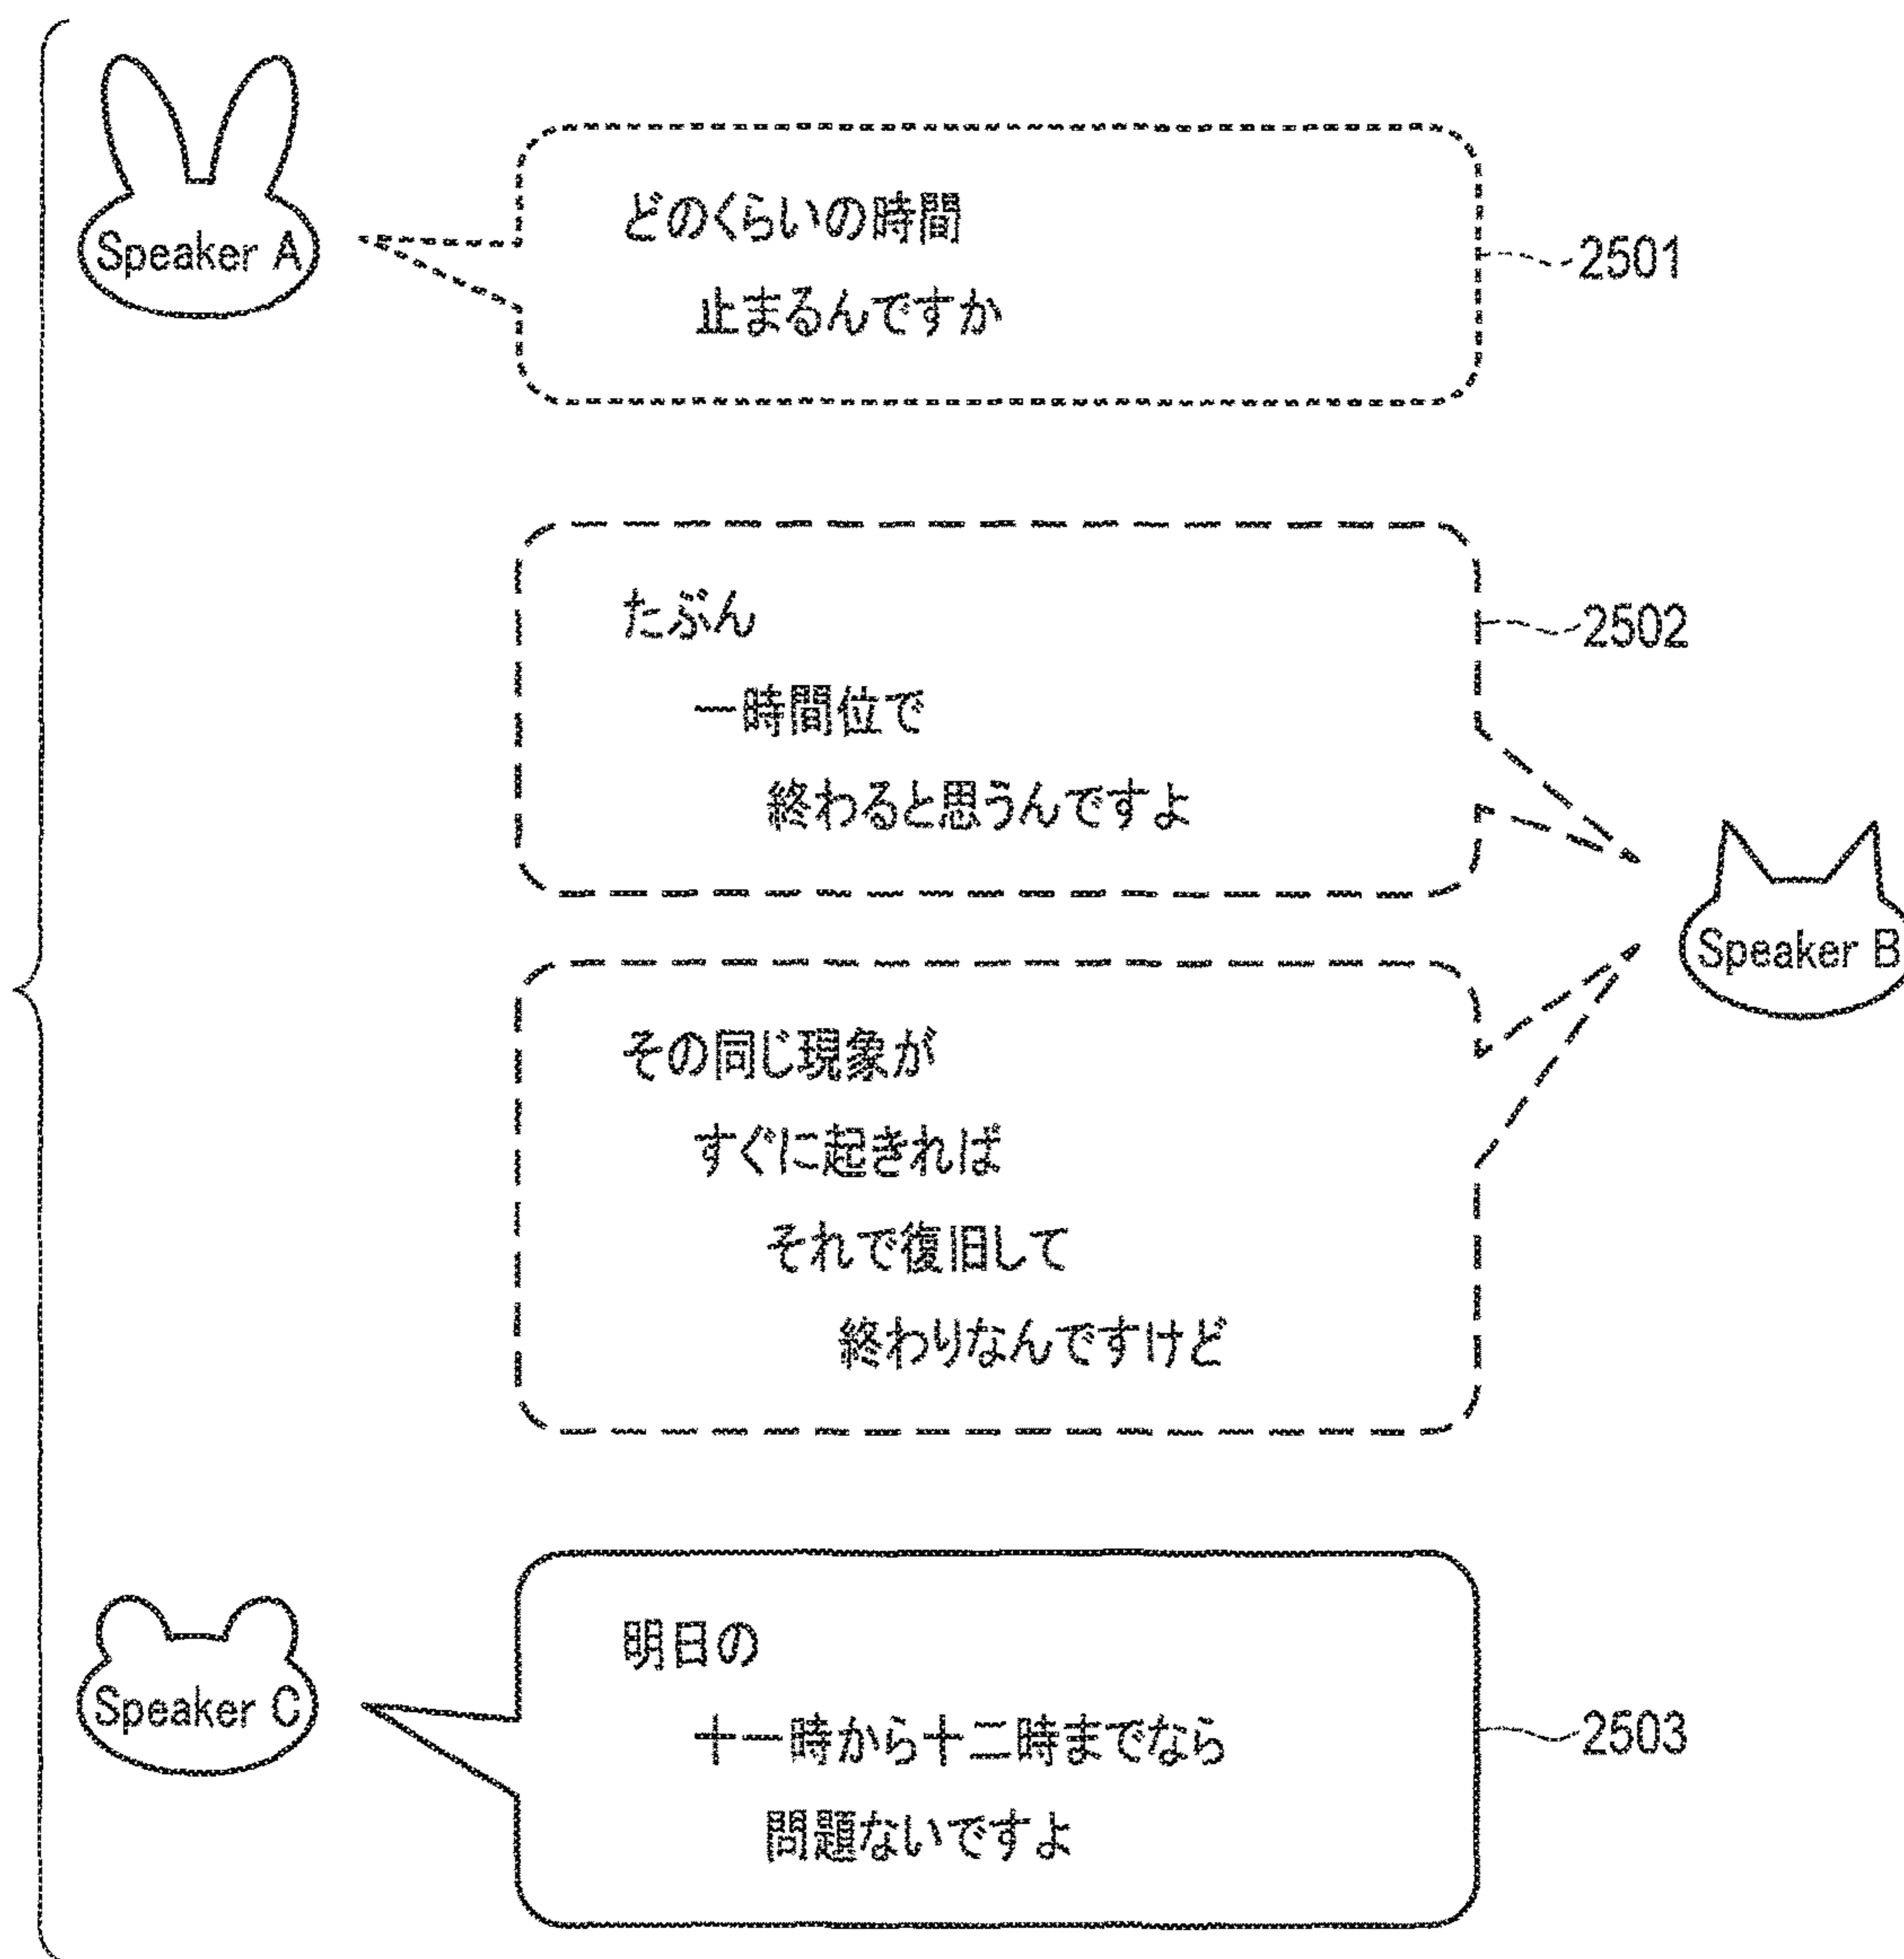 Speaker A
どのくらいの時間
止まるんですか
2501
たぶん
一時間位で
終わると思うんですよ
2502
Speaker B
その同じ現象が
すぐに起きれば
それで復旧して
終わりなんですけど
Speaker C
明日の
十一時から十二時までなら
問題ないですよ
2503